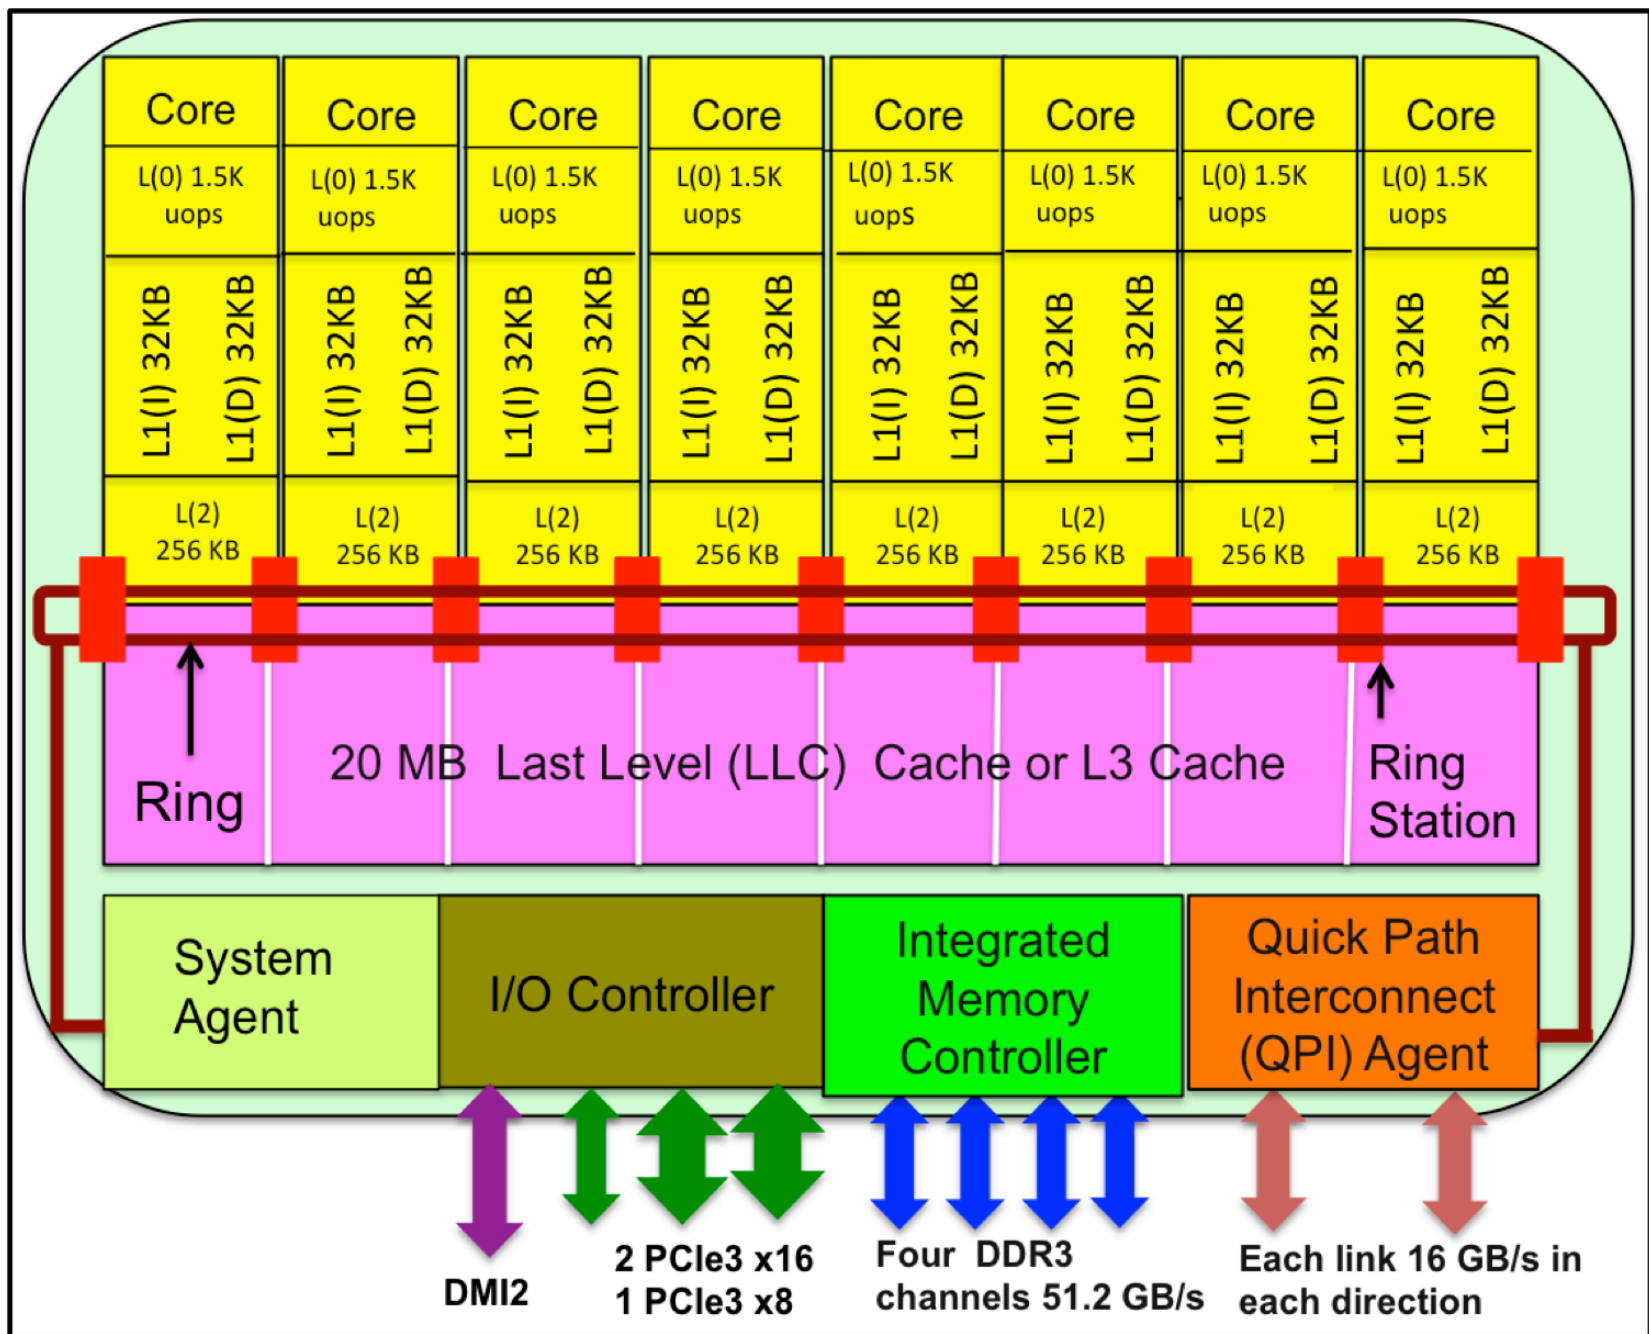 Core
Core
Core
Core
Core
Core
Core
Core
L(0) 1.5K
uops
L(0) 1.5K
uops
L(0) 1.5K
uops
L(0) 1.5K
uops
L(0) 1.5K
uops
L(0) 1.5K
uops
L(0) 1.5K
uops
L(0) 1.5K
uops
L1(I) 32KB
L1(D) 32KB
L1(I) 32KB
L1(D) 32KB
L1(I) 32KB
L1(D) 32KB
L1(I) 32KB
L1(D) 32KB
L1(I) 32KB
L1(D) 32KB
L1(I) 32KB
L1(D) 32KB
L1(I) 32KB
L1(D) 32KB
L1(I) 32KB
L1(D) 32KB
L(2)
256 KB
L(2)
256 KB
L(2)
256 KB
L(2)
256 KB
L(2)
256 KB
L(2)
256 KB
L(2)
256 KB
L(2)
256 KB
Ring
20 MB Last Level (LLC) Cache or L3 Cache
Ring
Station
System
Agent
I/O Controller
Integrated
Memory
Controller
Quick Path
Interconnect
(QPI) Agent
DMI2
2 PCIe3 x16
1 PCIe3 x8
Four DDR3
channels 51.2 GB/s
Each link 16 GB/s in
each direction